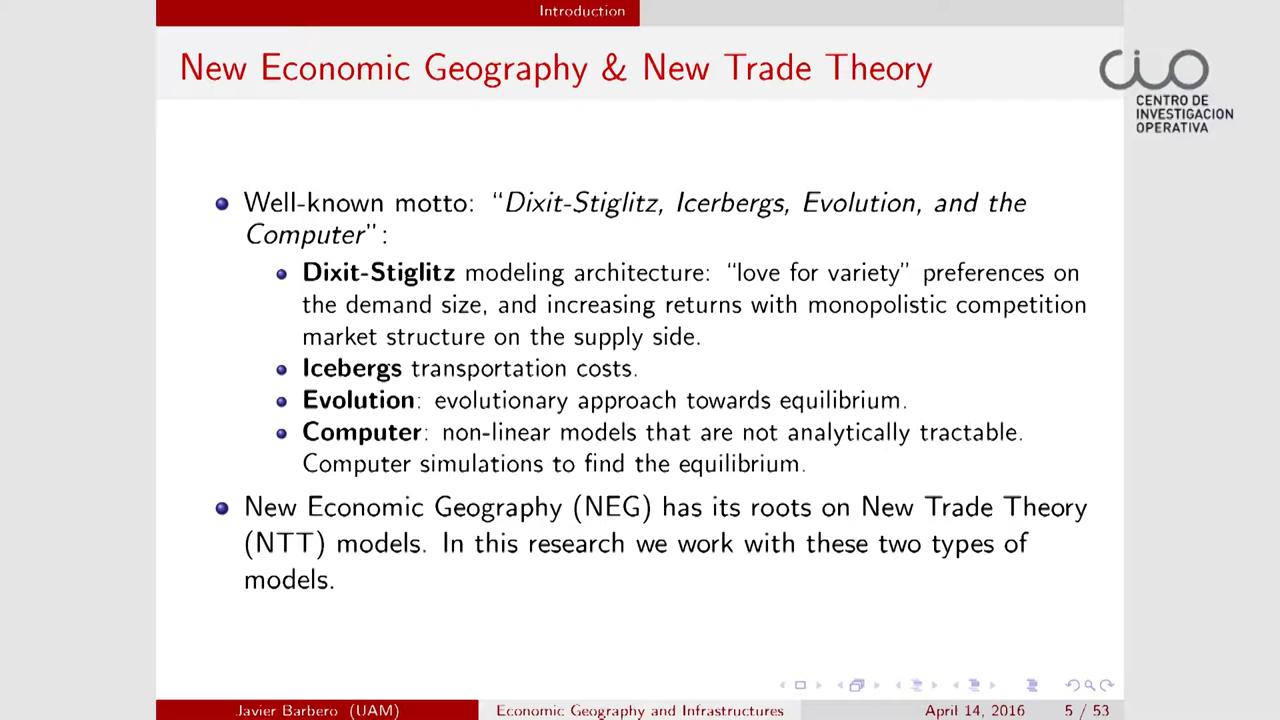 Introduction
New Economic Geography & New Trade Theory
CIO
CENTRO DE
INVESTIGACION
OPERATIVA
Well-known motto: “Dixit-Stiglitz, Icerbergs, Evolution, and the
Computer”:
Dixit-Stiglitz modeling architecture: “love for variety” preferences on
the demand size, and increasing returns with monopolistic competition
market structure on the supply side.
Icebergs transportation costs.
Evolution: evolutionary approach towards equilibrium.
Computer: non-linear models that are not analytically tractable.
Computer simulations to find the equilibrium.
New Economic Geography (NEG) has its roots on New Trade Theory
(NTT) models. In this research we work with these two types of
models.
Javier Barbero (UAM) Economic Geography and Infrastructures April 14, 2016 5 / 53